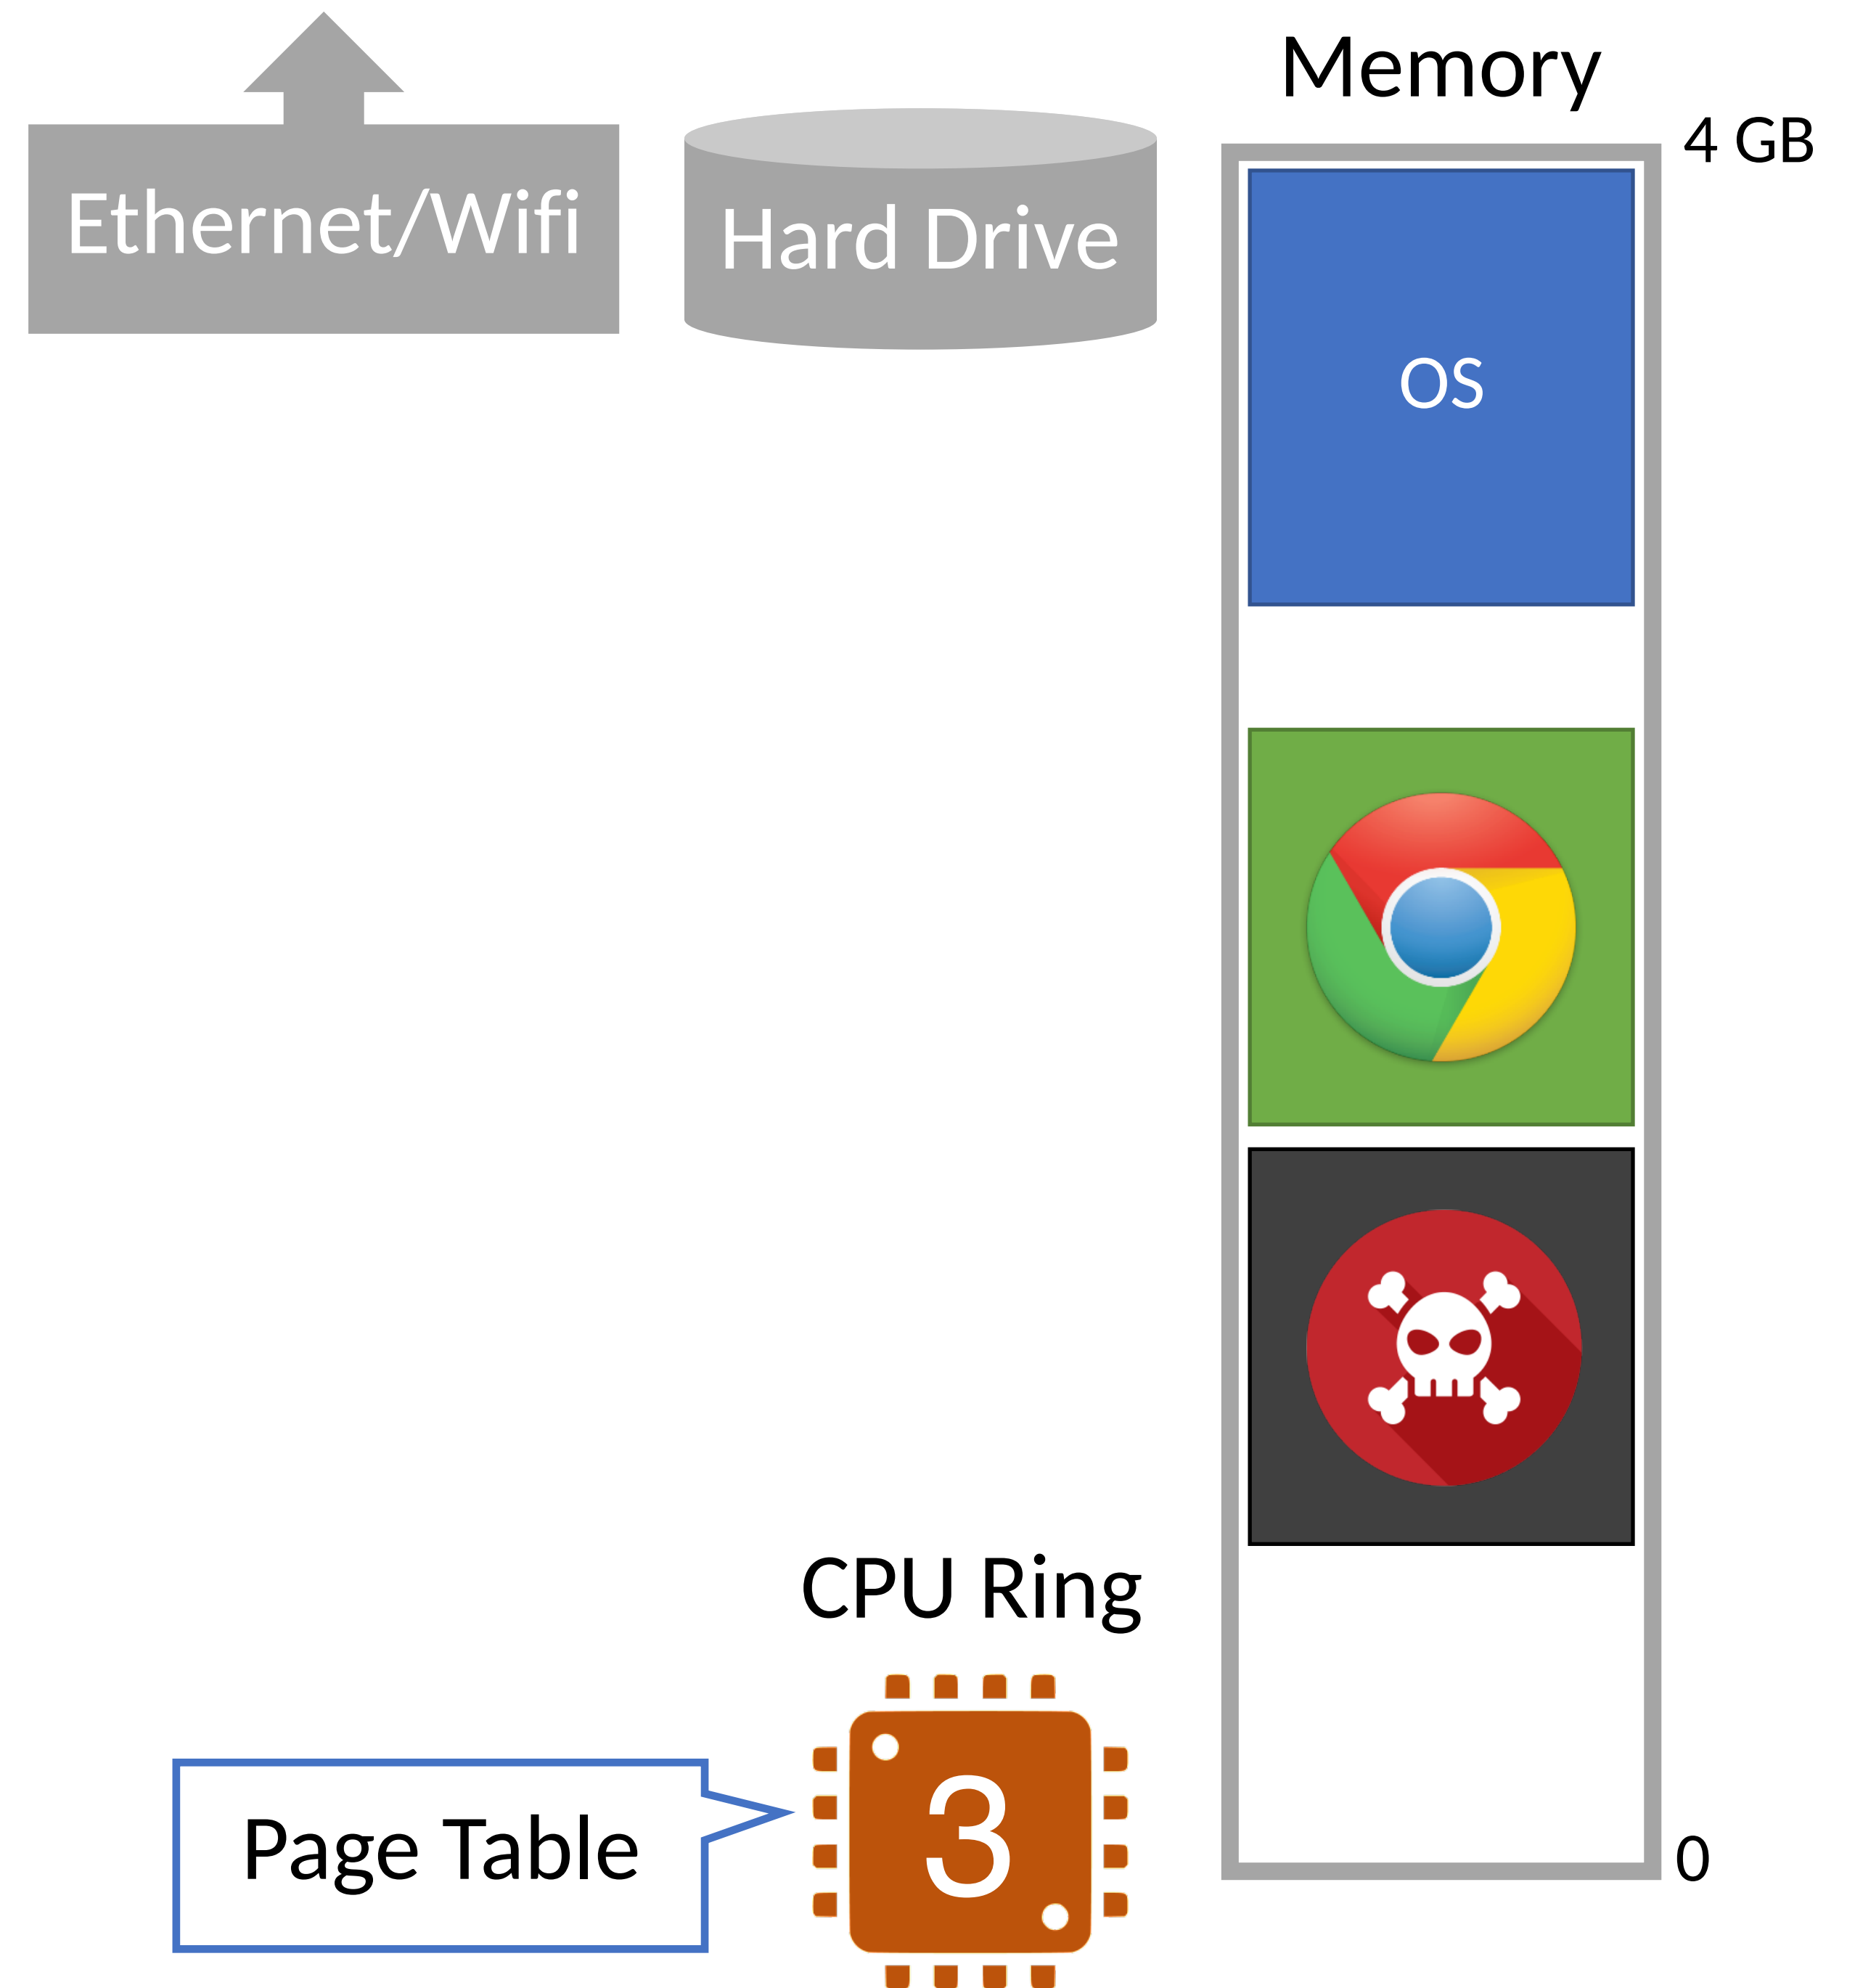 Memory
4 GB
Ethernet/Wifi
Hard Drive
OS
CPU Ring
3
Page Table
0